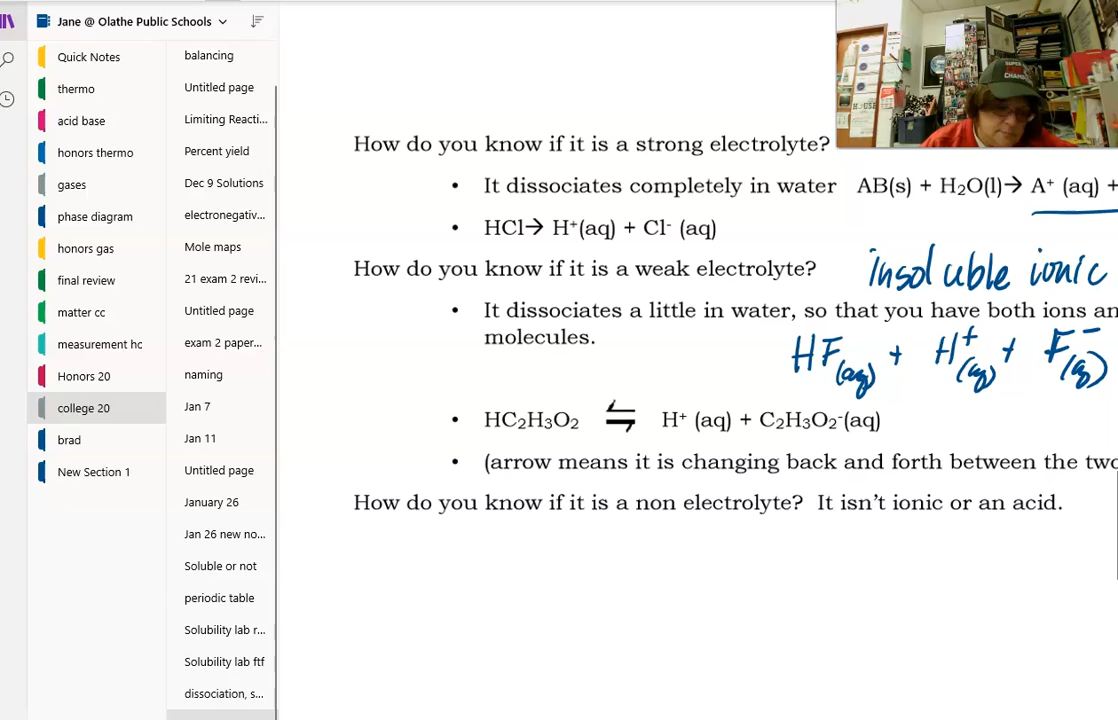 Jane @ Olathe Public Schools
Quick Notes
thermo
acid base
honors thermo
gases
phase diagram
honors gas
final review
matter cc
measurement hc
Honors 20
college 20
brad
New Section 1
balancing
Untitled page
Limiting Reacti...
Percent yield
Dec 9 Solutions
electronegativ...
Mole maps
21 exam 2 revi...
Untitled page
exam 2 paper...
naming
Jan 7
Jan 11
Untitled page
January 26
Jan 26 new no...
Soluble or not
periodic table
Solubility lab r...
Solubility lab ftf
dissociation, s...
How do you know if it is a strong electrolyte?
• It dissociates completely in water AB(s) + H₂O(l)→ A⁺ (aq) +
• HCl→ H⁺(aq) + Cl⁻ (aq)
How do you know if it is a weak electrolyte? insoluble ionic
• It dissociates a little in water, so that you have both ions an
molecules.
HF(aq) + H⁺(aq) + F⁻(aq)
• HC₂H₃O₂ ⇆ H⁺ (aq) + C₂H₃O₂⁻(aq)
• (arrow means it is changing back and forth between the two
How do you know if it is a non electrolyte? It isn't ionic or an acid.